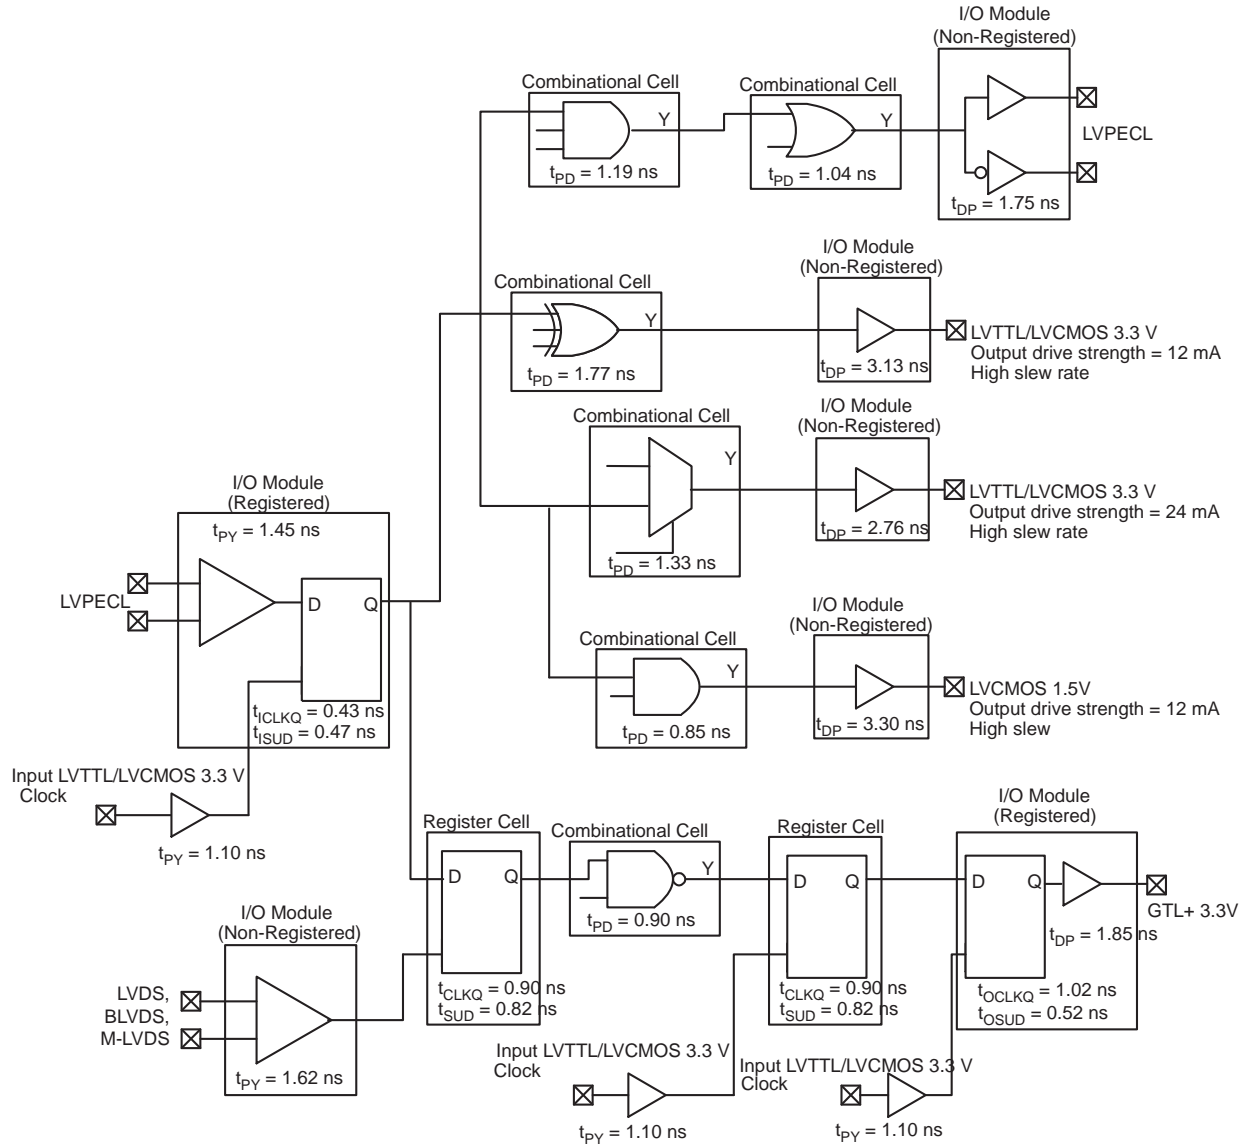 I/O Module
(Non-Registered)
Combinational Cell
Combinational Cell
Y
Y
LVPECL
tPD = 1.19 ns
tPD = 1.04 ns
tDP = 1.75 ns
I/O Module
(Non-Registered)
Combinational Cell
Y
LVTTL/LVCMOS 3.3 V
Output drive strength = 12 mA
High slew rate
tPD = 1.77 ns
tDP = 3.13 ns
I/O Module
(Non-Registered)
Combinational Cell
Y
LVTTL/LVCMOS 3.3 V
Output drive strength = 24 mA
High slew rate
tDP = 2.76 ns
tPD = 1.33 ns
I/O Module
(Registered)
tPY = 1.45 ns
LVPECL
D
Q
tICLKQ = 0.43 ns
tISUD = 0.47 ns
Input LVTTL/LVCMOS 3.3 V
Clock
tPY = 1.10 ns
I/O Module
(Non-Registered)
Combinational Cell
Y
LVCMOS 1.5V
Output drive strength = 12 mA
High slew
tPD = 0.85 ns
tDP = 3.30 ns
Register Cell
D
Q
tCLKQ = 0.90 ns
tSUD = 0.82 ns
Combinational Cell
Y
tPD = 0.90 ns
Register Cell
D
Q
tCLKQ = 0.90 ns
tSUD = 0.82 ns
I/O Module
(Registered)
D
Q
GTL+ 3.3V
tDP = 1.85 ns
tOCLKQ = 1.02 ns
tOSUD = 0.52 ns
I/O Module
(Non-Registered)
LVDS,
BLVDS,
M-LVDS
tPY = 1.62 ns
Input LVTTL/LVCMOS 3.3 V
Clock
tPY = 1.10 ns
Input LVTTL/LVCMOS 3.3 V
Clock
tPY = 1.10 ns